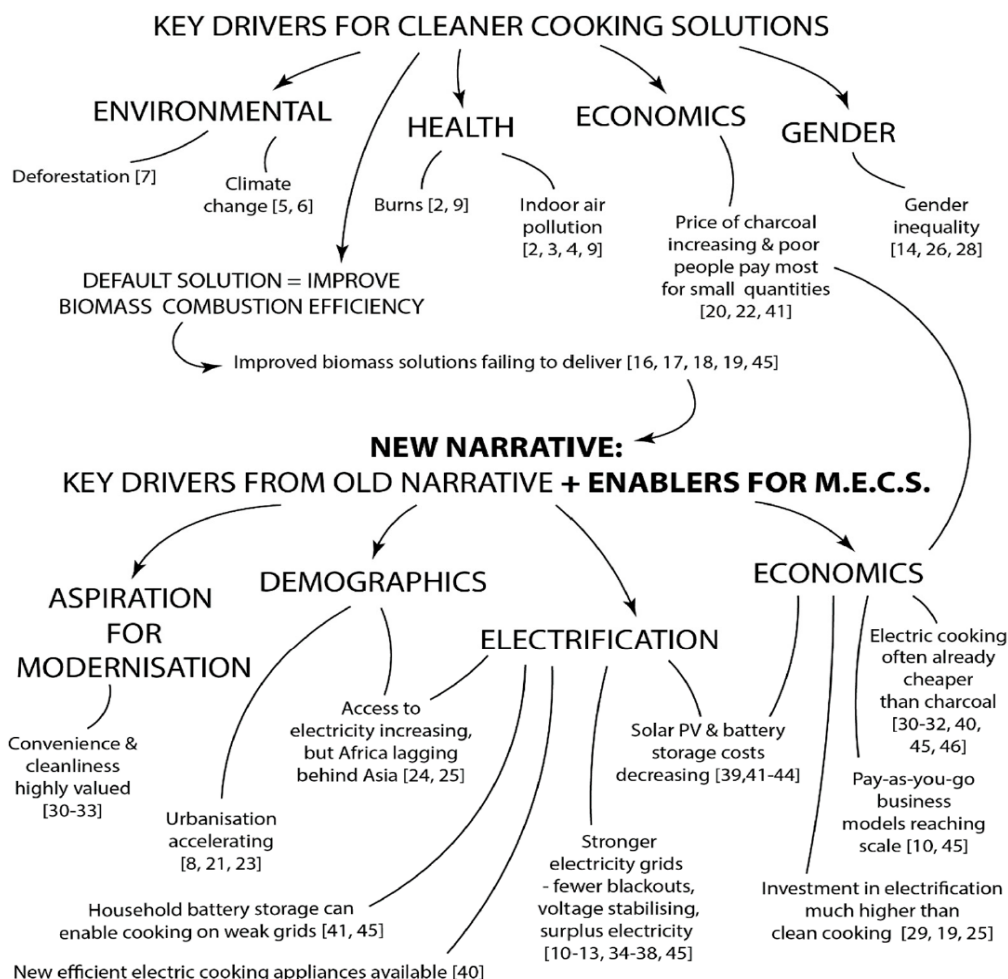 KEY DRIVERS FOR CLEANER COOKING SOLUTIONS
ENVIRONMENTAL
HEALTH
ECONOMICS
GENDER
Deforestation [7]
Climate
change [5, 6]
Burns [2, 9]
Indoor air
pollution
[2, 3, 4, 9]
Price of charcoal
increasing & poor
people pay most
for small quantities
[20, 22, 41]
Gender
inequality
[14, 26, 28]
DEFAULT SOLUTION = IMPROVE
BIOMASS COMBUSTION EFFICIENCY
Improved biomass solutions failing to deliver [16, 17, 18, 19, 45]
NEW NARRATIVE:
KEY DRIVERS FROM OLD NARRATIVE + ENABLERS FOR M.E.C.S.
ASPIRATION
FOR
MODERNISATION
DEMOGRAPHICS
ELECTRIFICATION
ECONOMICS
Convenience &
cleanliness
highly valued
[30-33]
Urbanisation
accelerating
[8, 21, 23]
Access to
electricity increasing,
but Africa lagging
behind Asia [24, 25]
Household battery storage can
enable cooking on weak grids [41, 45]
New efficient electric cooking appliances available [40]
Stronger
electricity grids
- fewer blackouts,
voltage stabilising,
surplus electricity
[10-13, 34-38, 45]
Solar PV & battery
storage costs
decreasing [39,41-44]
Electric cooking
often already
cheaper
than charcoal
[30-32, 40,
45, 46]
Pay-as-you-go
business
models reaching
scale [10, 45]
Investment in electrification
much higher than
clean cooking [29, 19, 25]